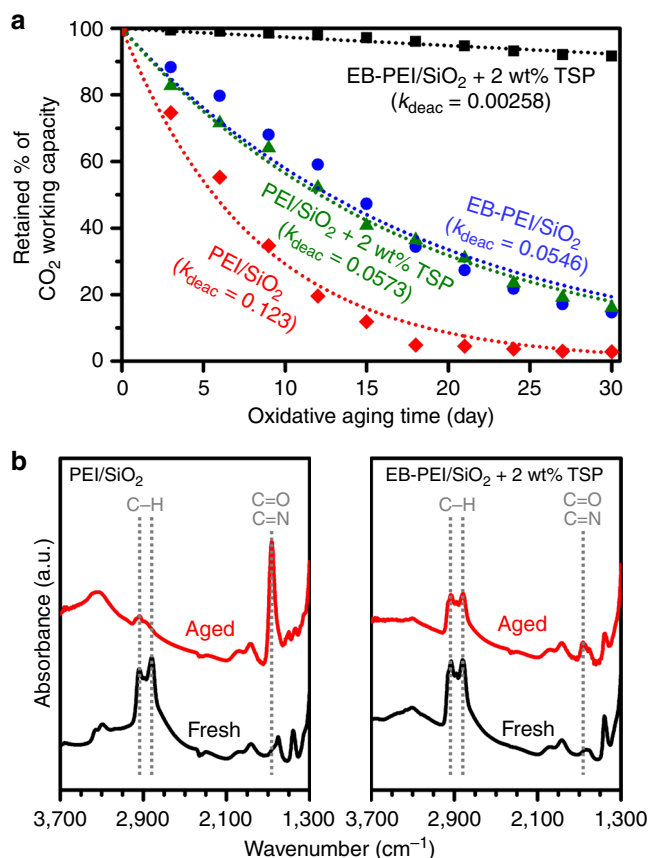 a
Retained % of
CO₂ working capacity
100
80
60
40
20
0
EB-PEI/SiO₂ + 2 wt% TSP
(k_deac = 0.00258)
EB-PEI/SiO₂
(k_deac = 0.0546)
PEI/SiO₂ + 2 wt% TSP
(k_deac = 0.0573)
PEI/SiO₂
(k_deac = 0.123)
0 5 10 15 20 25 30
Oxidative aging time (day)
b
PEI/SiO₂
C–H
C=O
C=N
Aged
Fresh
EB-PEI/SiO₂ + 2 wt% TSP
C–H
C=O
C=N
Aged
Fresh
Absorbance (a.u.)
3,700 2,900 2,100 1,300
3,700 2,900 2,100 1,300
Wavenumber (cm⁻¹)